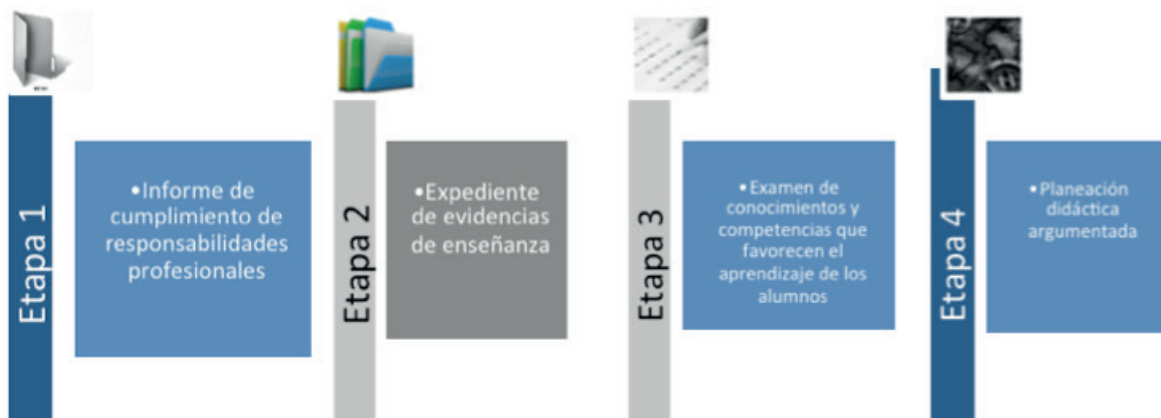 Etapa 1
•Informe de
cumplimiento de
responsabilidades
profesionales
Etapa 2
•Expediente
de evidencias
de enseñanza
Etapa 3
•Examen de
conocimientos y
competencias que
favorecen el
aprendizaje de los
alumnos
Etapa 4
•Planeación
didáctica
argumentada